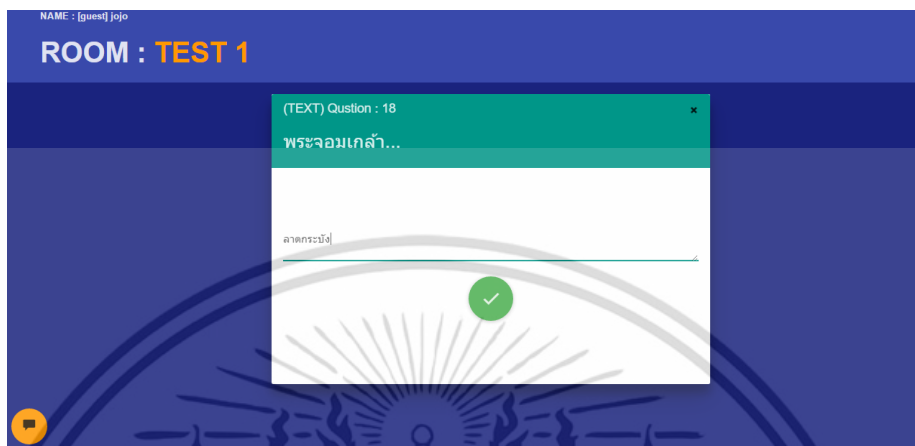 NAME : [guest] jojo
ROOM : TEST 1
(TEXT) Qustion : 18
พระจอมเกล้า...
ลาดกระบัง